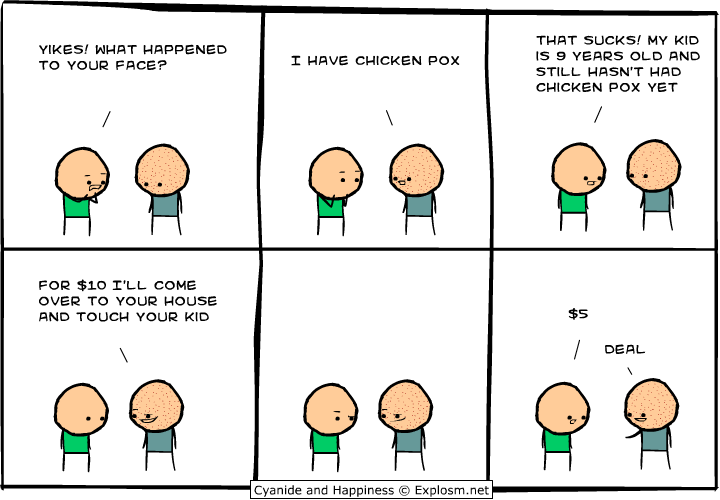 YIKES! WHAT HAPPENED
TO YOUR FACE?
I HAVE CHICKEN POX
THAT SUCKS! MY KID
IS 9 YEARS OLD AND
STILL HASN'T HAD
CHICKEN POX YET
FOR $10 I'LL COME
OVER TO YOUR HOUSE
AND TOUCH YOUR KID
$5
DEAL
Cyanide and Happiness © Explosm.net